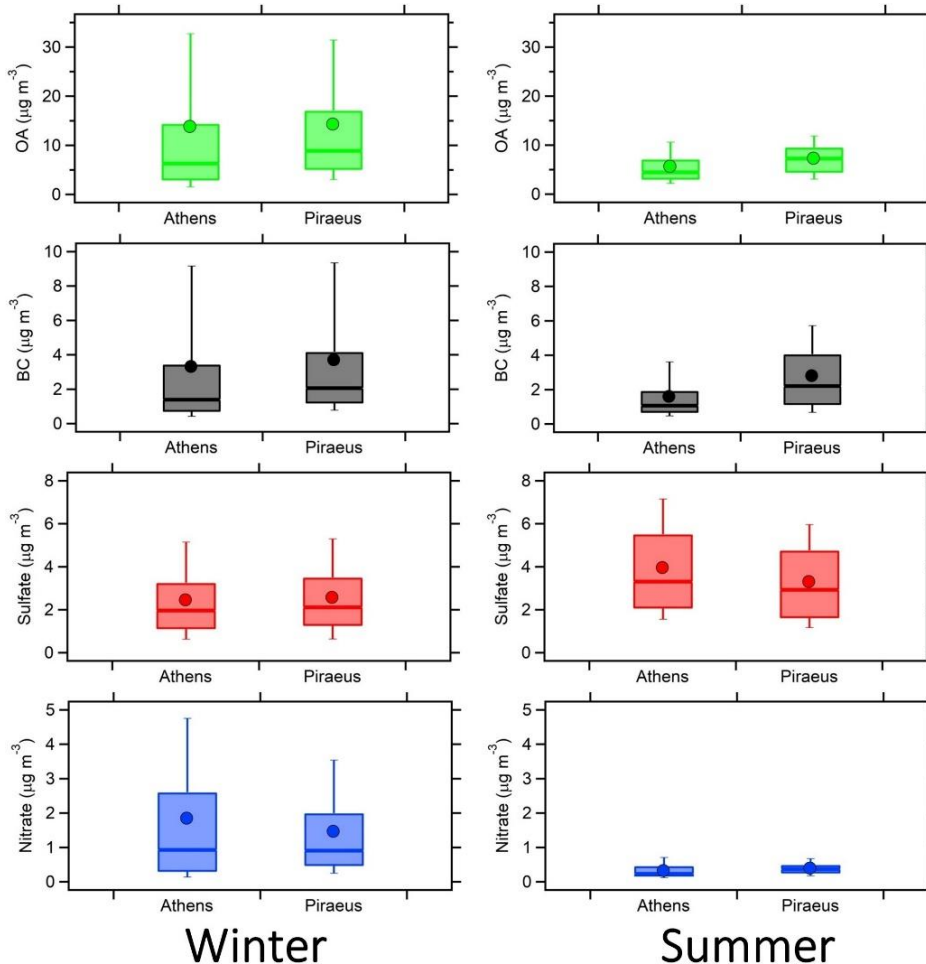 OA (µg m⁻³)
30
20
10
0
Athens
Piraeus
OA (µg m⁻³)
30
20
10
0
Athens
Piraeus
BC (µg m⁻³)
10
8
6
4
2
0
Athens
Piraeus
BC (µg m⁻³)
10
8
6
4
2
0
Athens
Piraeus
Sulfate (µg m⁻³)
8
6
4
2
0
Athens
Piraeus
Sulfate (µg m⁻³)
8
6
4
2
0
Athens
Piraeus
Nitrate (µg m⁻³)
5
4
3
2
1
0
Athens
Piraeus
Nitrate (µg m⁻³)
5
4
3
2
1
0
Athens
Piraeus
Winter
Summer